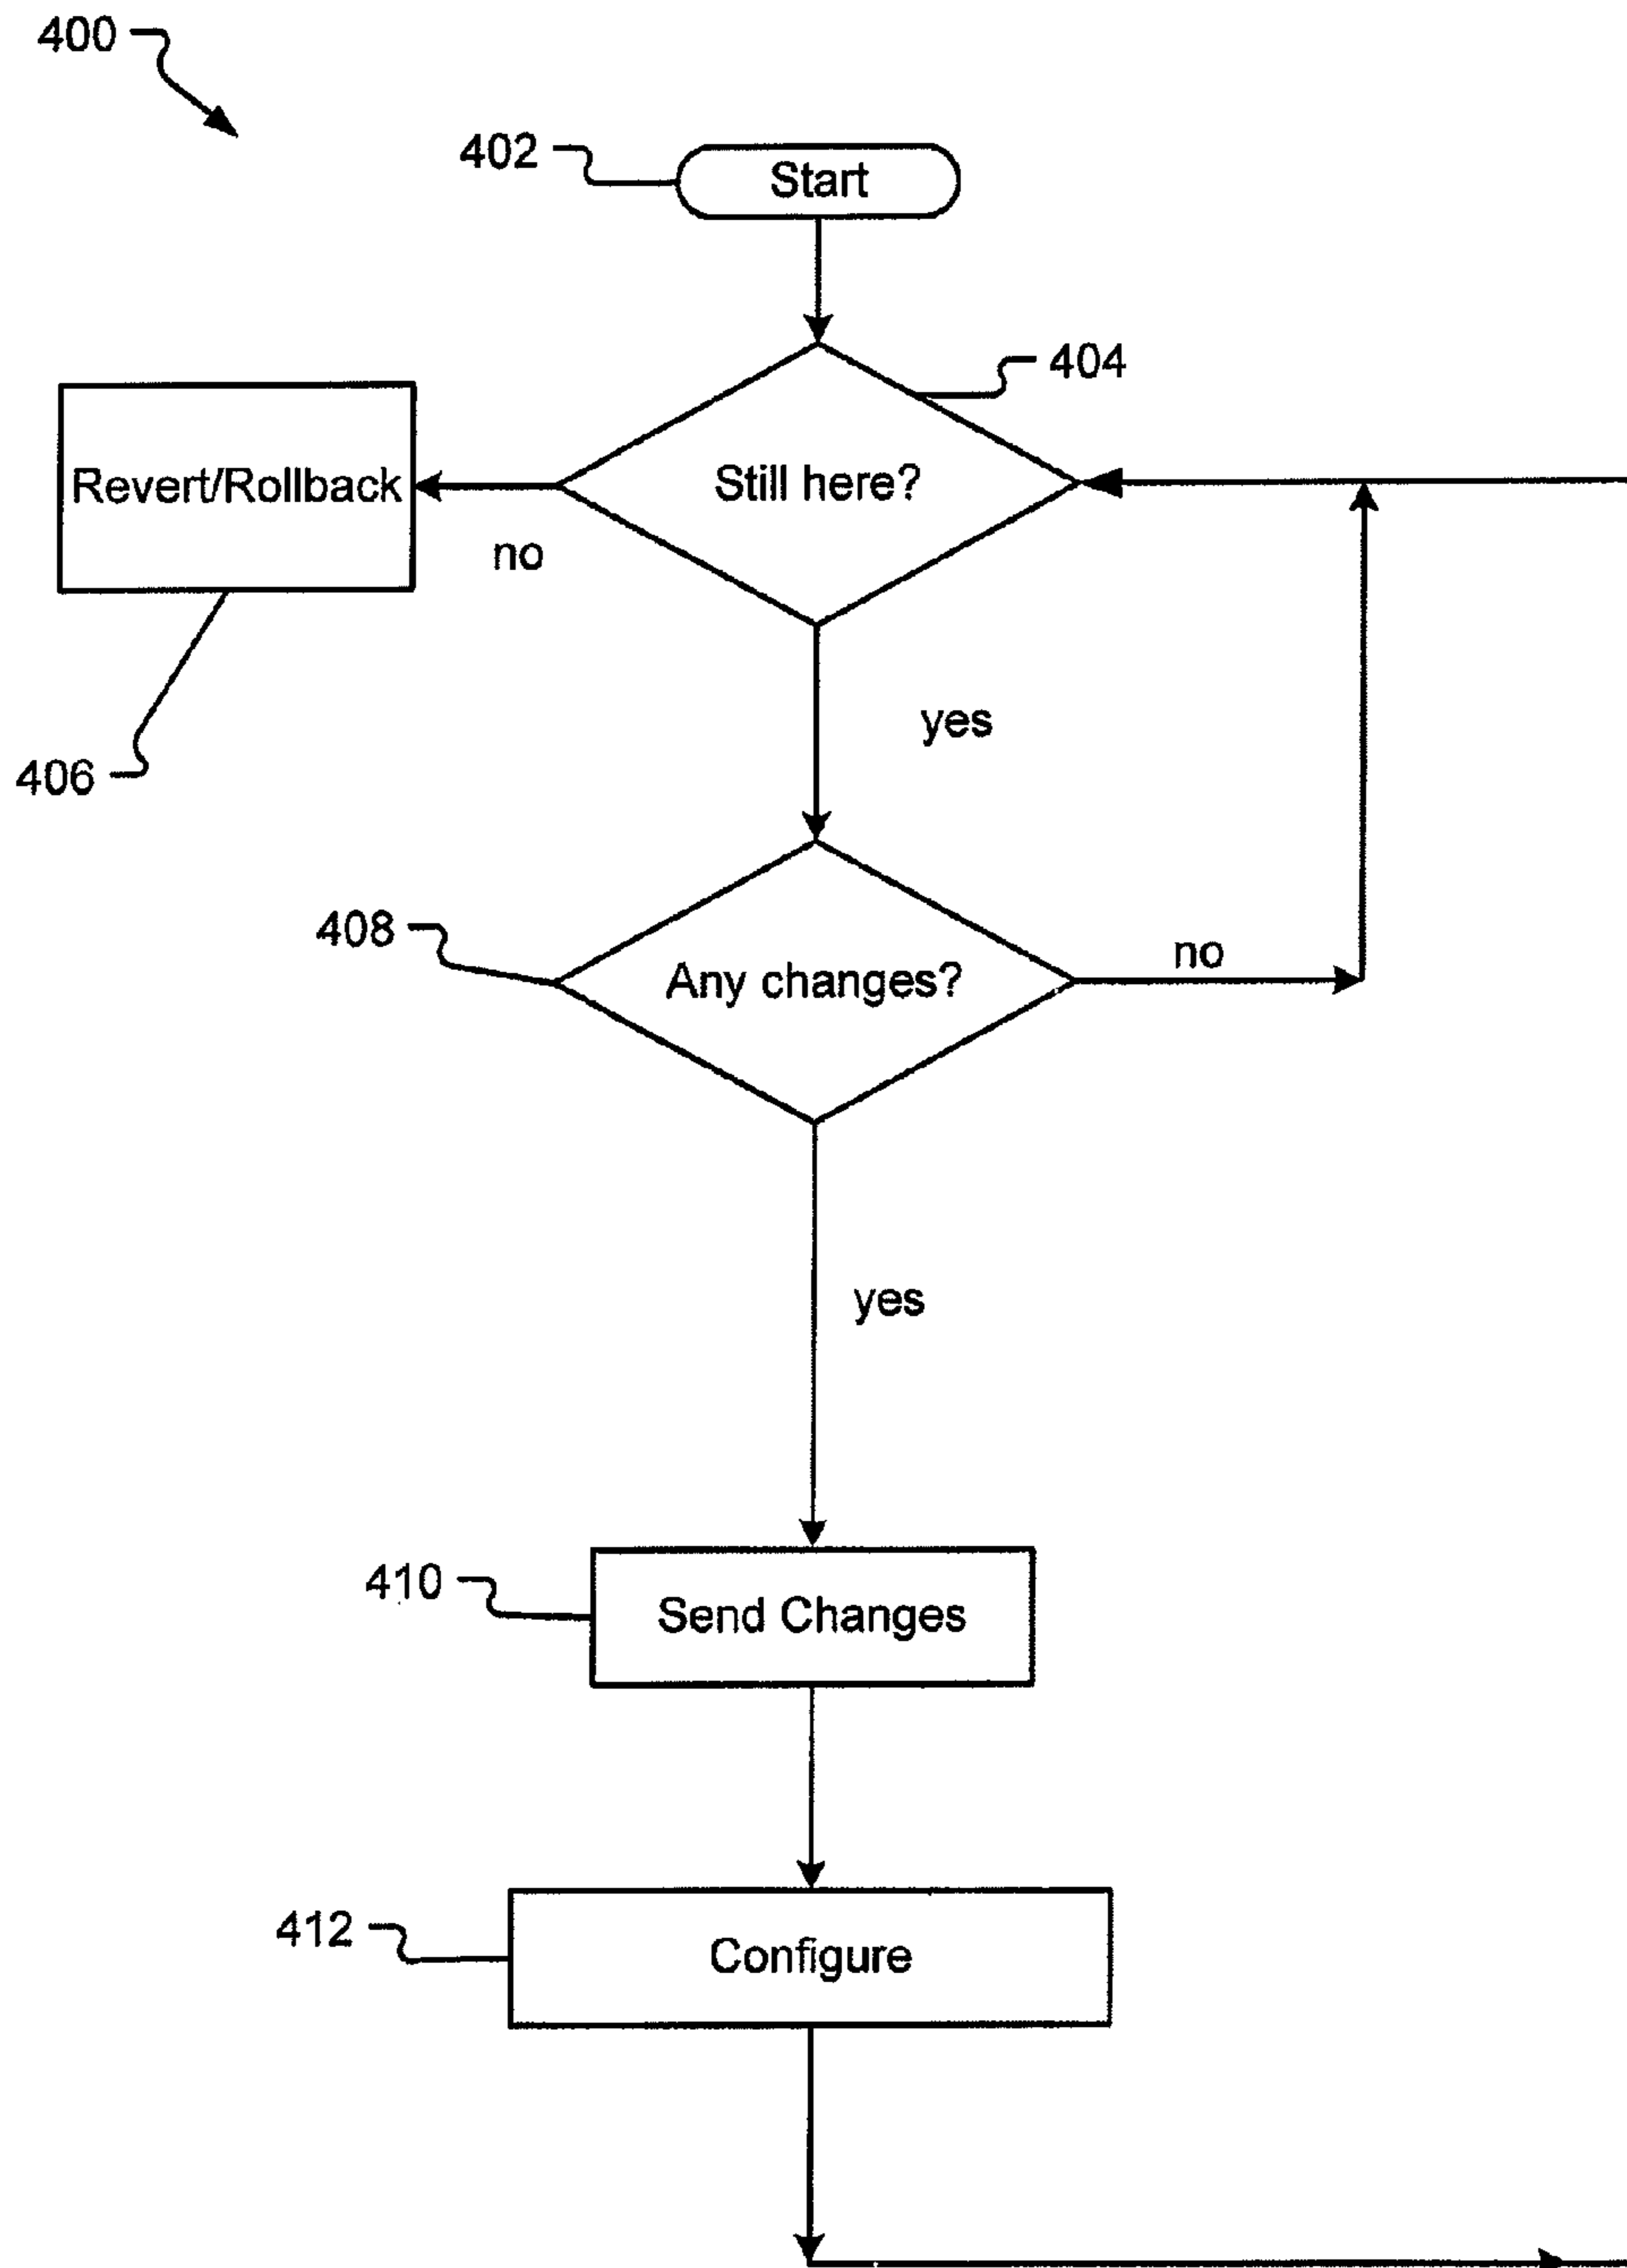 400
402
Start
404
Revert/Rollback
Still here?
no
yes
406
408
Any changes?
no
yes
410
Send Changes
412
Configure